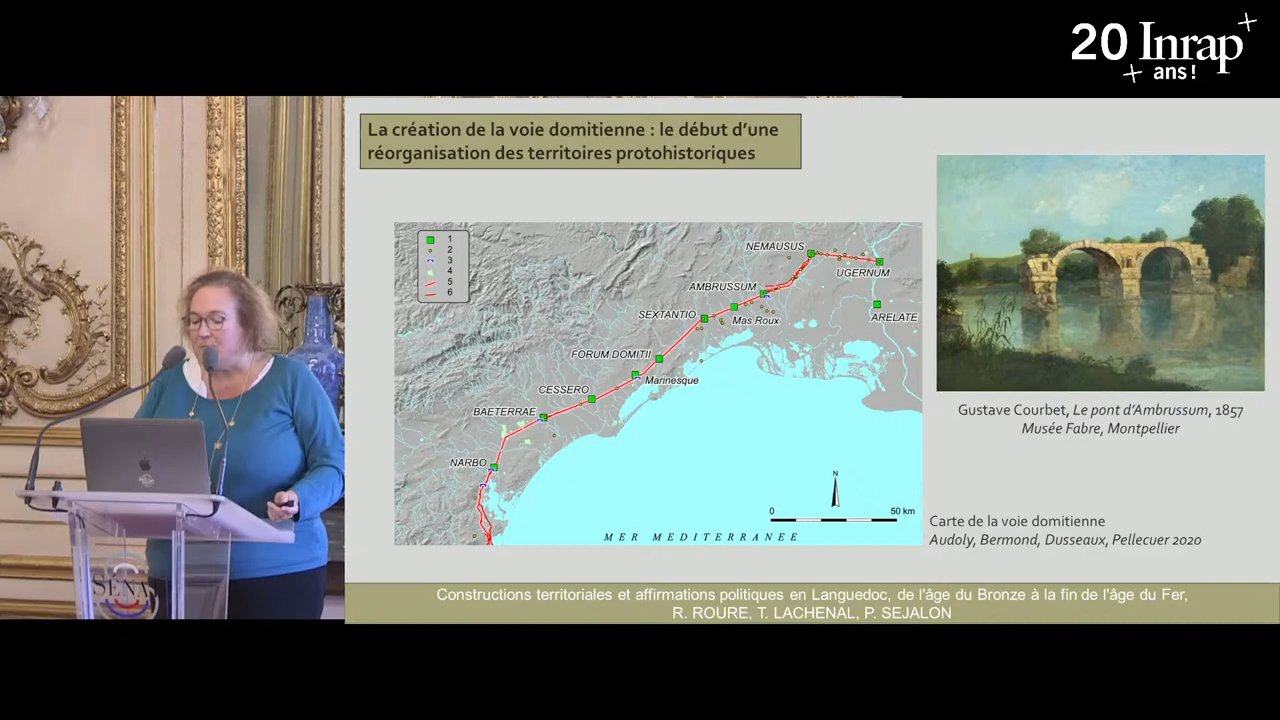 20 Inrap
ans!
La création de la voie domitienne : le début d'une
réorganisation des territoires protohistoriques
1
2
3
4
5
6
NEMAUSUS
UGERNUM
AMBRUSSUM
ARELATE
SEXTANTIO
Mas Roux
FORUM DOMITII
Marinesque
CESSERO
BAETERRAE
NARBO
N
0 50 km
MER MEDITERRANEE
Gustave Courbet, Le pont d'Ambrussum, 1857
Musée Fabre, Montpellier
Carte de la voie domitienne
Audoly, Bermond, Dusseaux, Pellecuer 2020
SENA
Constructions territoriales et affirmations politiques en Languedoc, de l'âge du Bronze à la fin de l'âge du Fer,
R. ROURE, T. LACHENAL, P. SEJALON